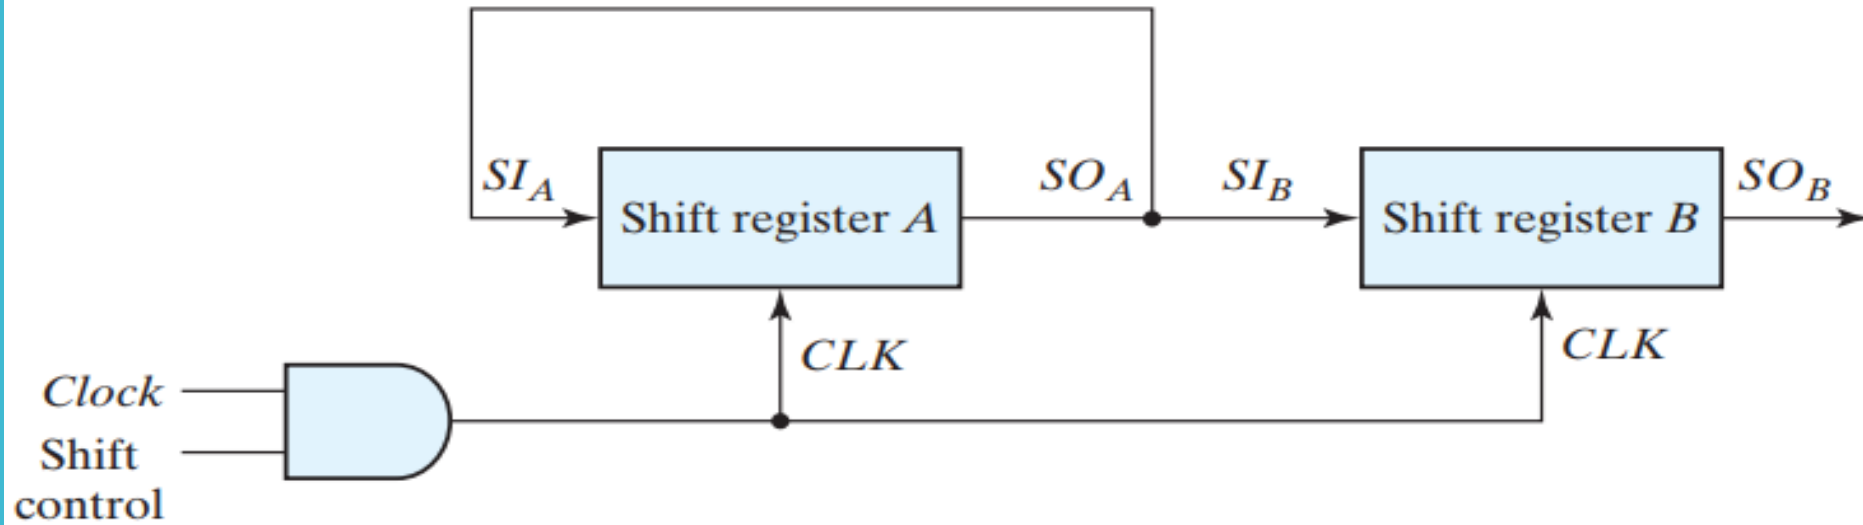 SI_A
Shift register A
SO_A
SI_B
Shift register B
SO_B
CLK
CLK
Clock
Shift
control